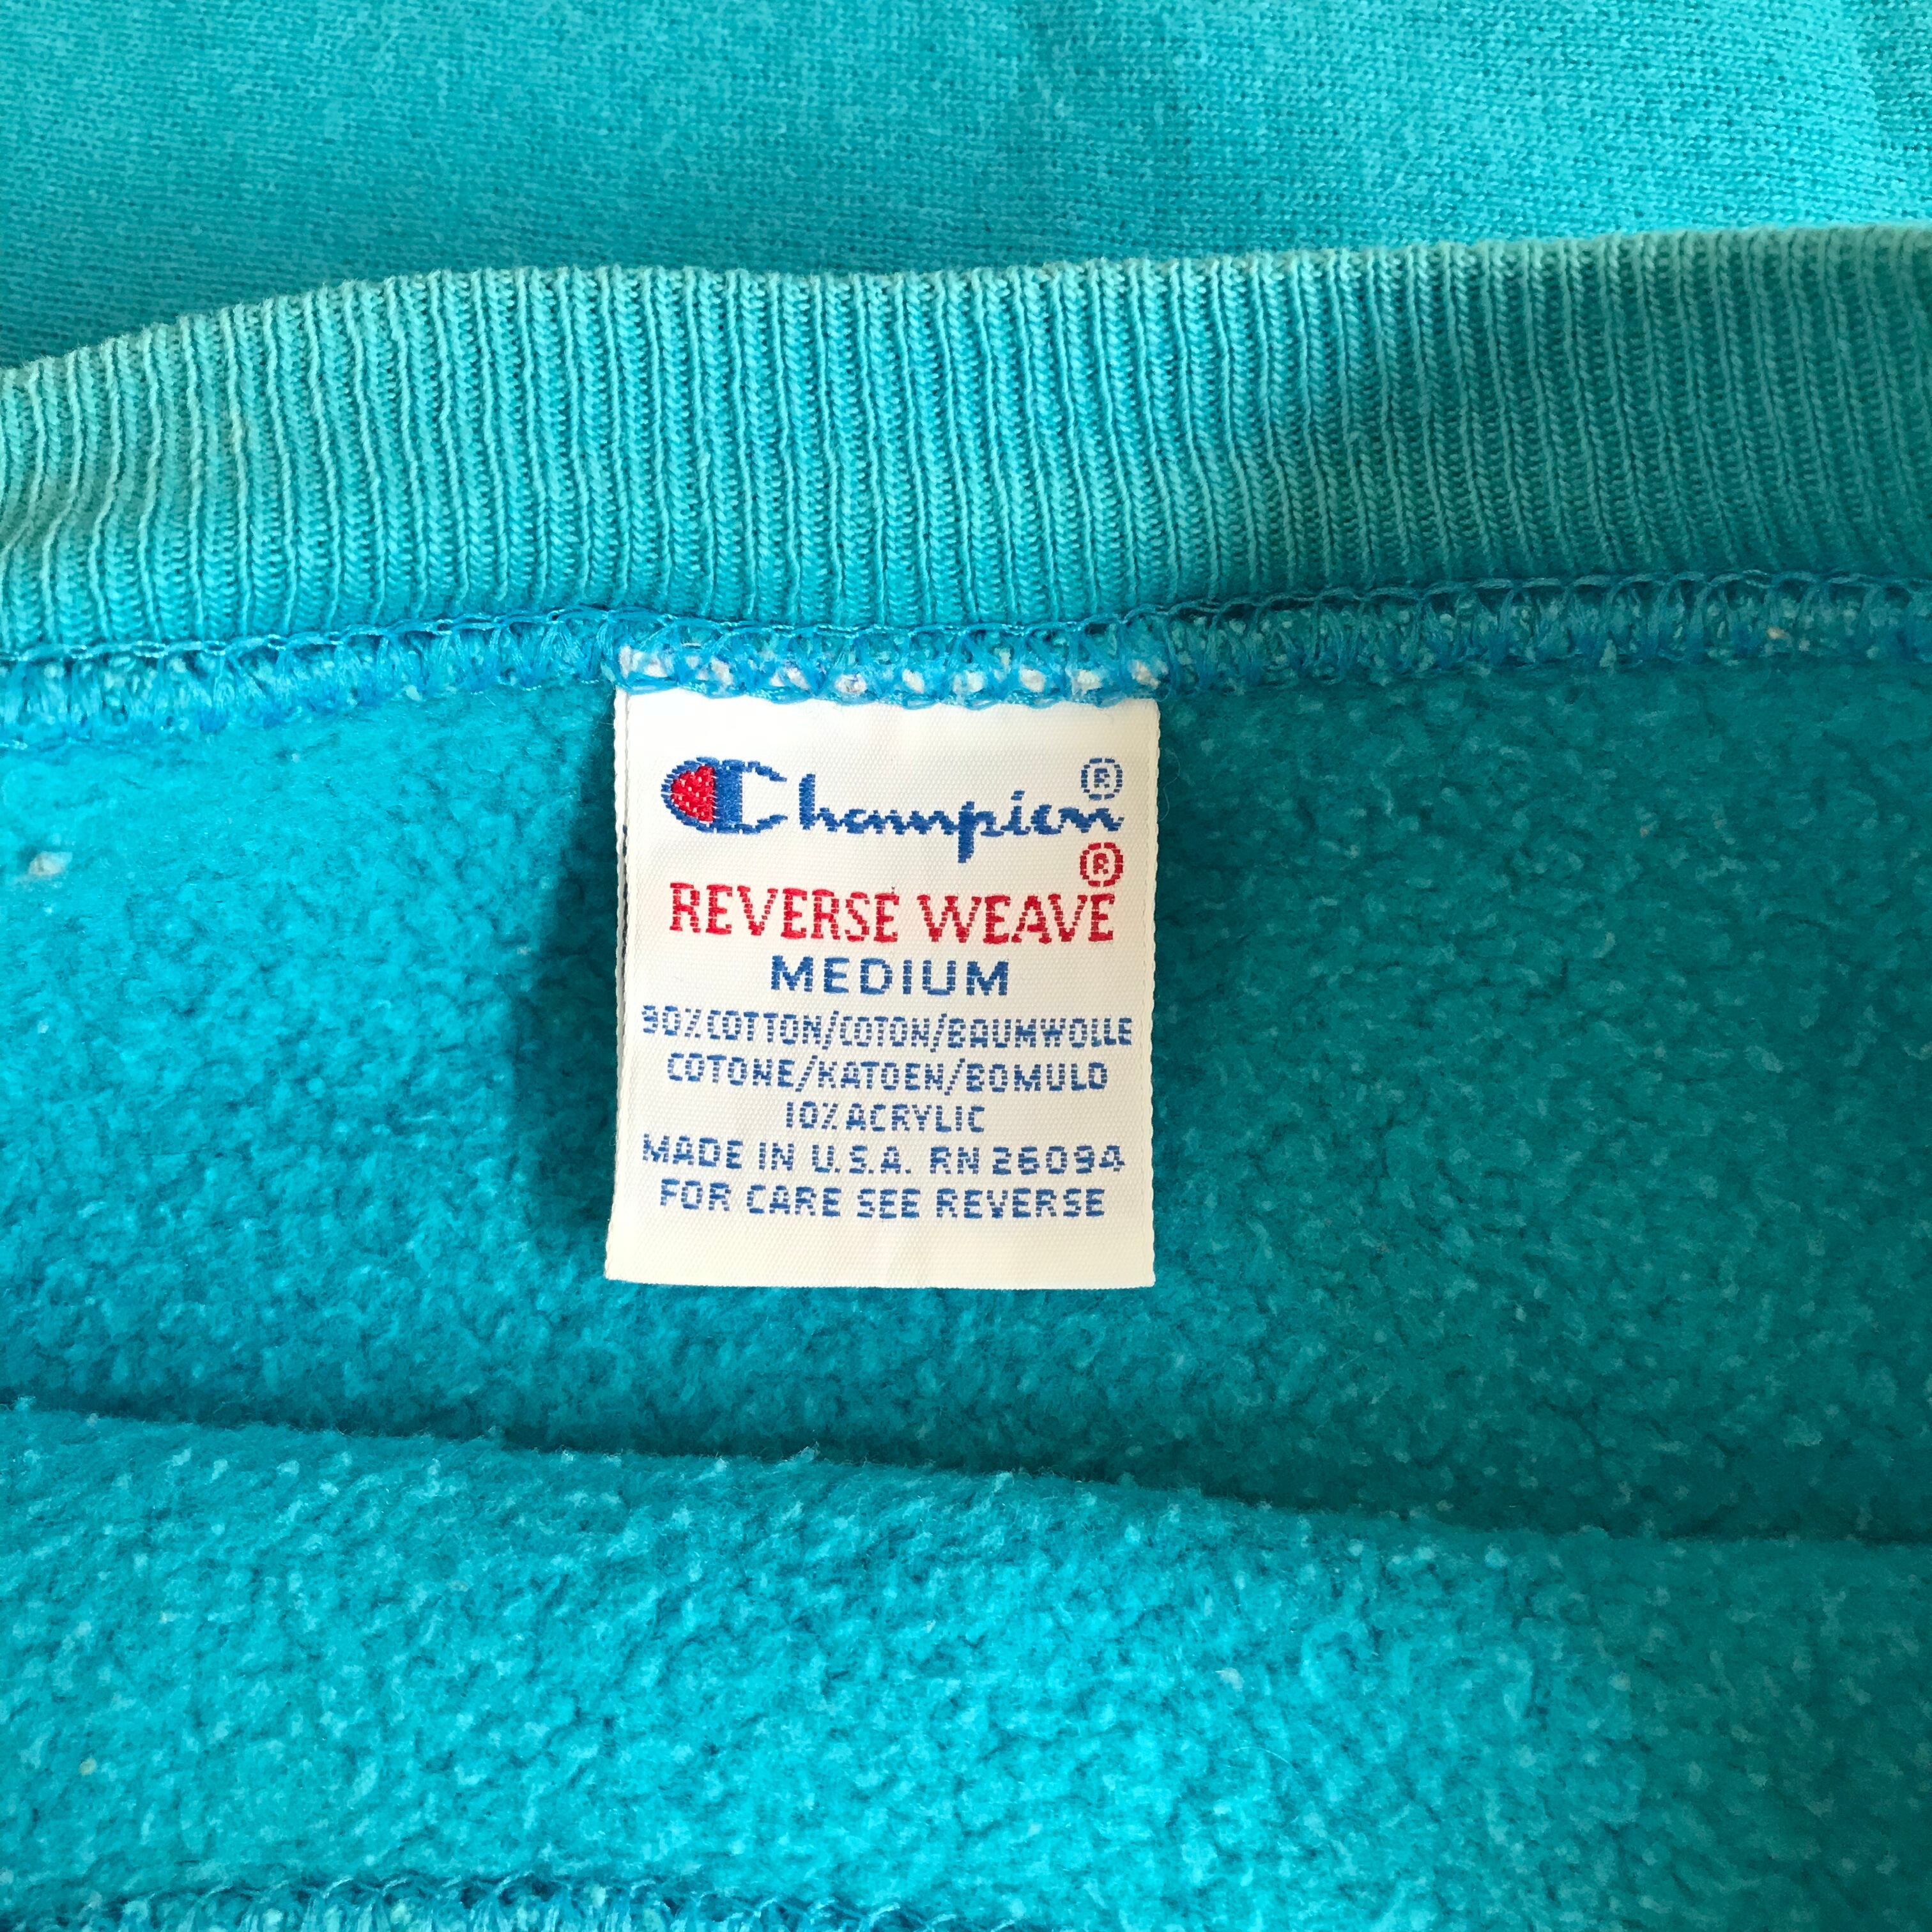 Champion®
REVERSE WEAVE®
MEDIUM
90% COTTON/COTON/BAUMWOLLE
COTONE/KATOEN/BOMULD
10% ACRYLIC
MADE IN U.S.A. RN 26094
FOR CARE SEE REVERSE